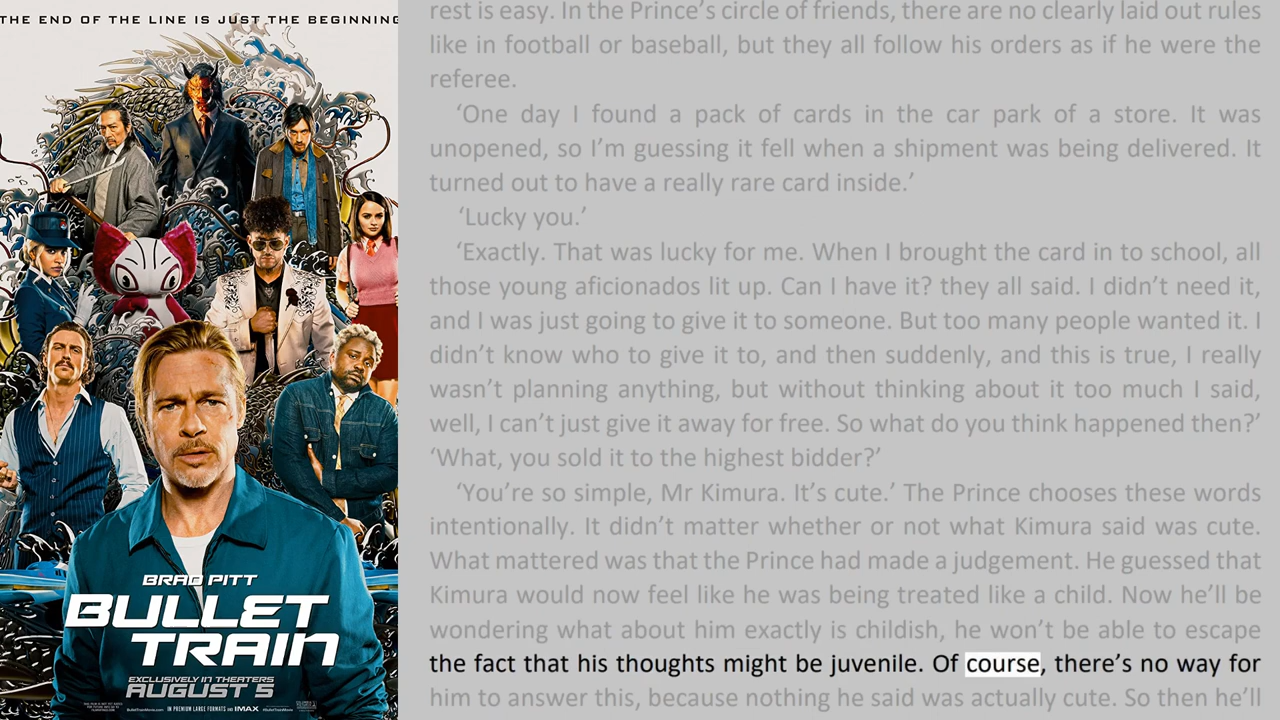 THE END OF THE LINE IS JUST THE BEGINNING
BRAD PITT
BULLET
TRAIN
EXCLUSIVELY IN THEATERS
AUGUST 5
BulletTrainMovie.com
IN PREMIUM LARGE FORMATS AND IMAX
#BulletTrainMovie
rest is easy. In the Prince’s circle of friends, there are no clearly laid out rules
like in football or baseball, but they all follow his orders as if he were the
referee.
‘One day I found a pack of cards in the car park of a store. It was
unopened, so I’m guessing it fell when a shipment was being delivered. It
turned out to have a really rare card inside.’
‘Lucky you.’
‘Exactly. That was lucky for me. When I brought the card in to school, all
those young aficionados lit up. Can I have it? they all said. I didn’t need it,
and I was just going to give it to someone. But too many people wanted it. I
didn’t know who to give it to, and then suddenly, and this is true, I really
wasn’t planning anything, but without thinking about it too much I said,
well, I can’t just give it away for free. So what do you think happened then?’
‘What, you sold it to the highest bidder?’
‘You’re so simple, Mr Kimura. It’s cute.’ The Prince chooses these words
intentionally. It didn’t matter whether or not what Kimura said was cute.
What mattered was that the Prince had made a judgement. He guessed that
Kimura would now feel like he was being treated like a child. Now he’ll be
wondering what about him exactly is childish, he won’t be able to escape
the fact that his thoughts might be juvenile. Of course, there’s no way for
him to answer this, because nothing he said was actually cute. So then he’ll